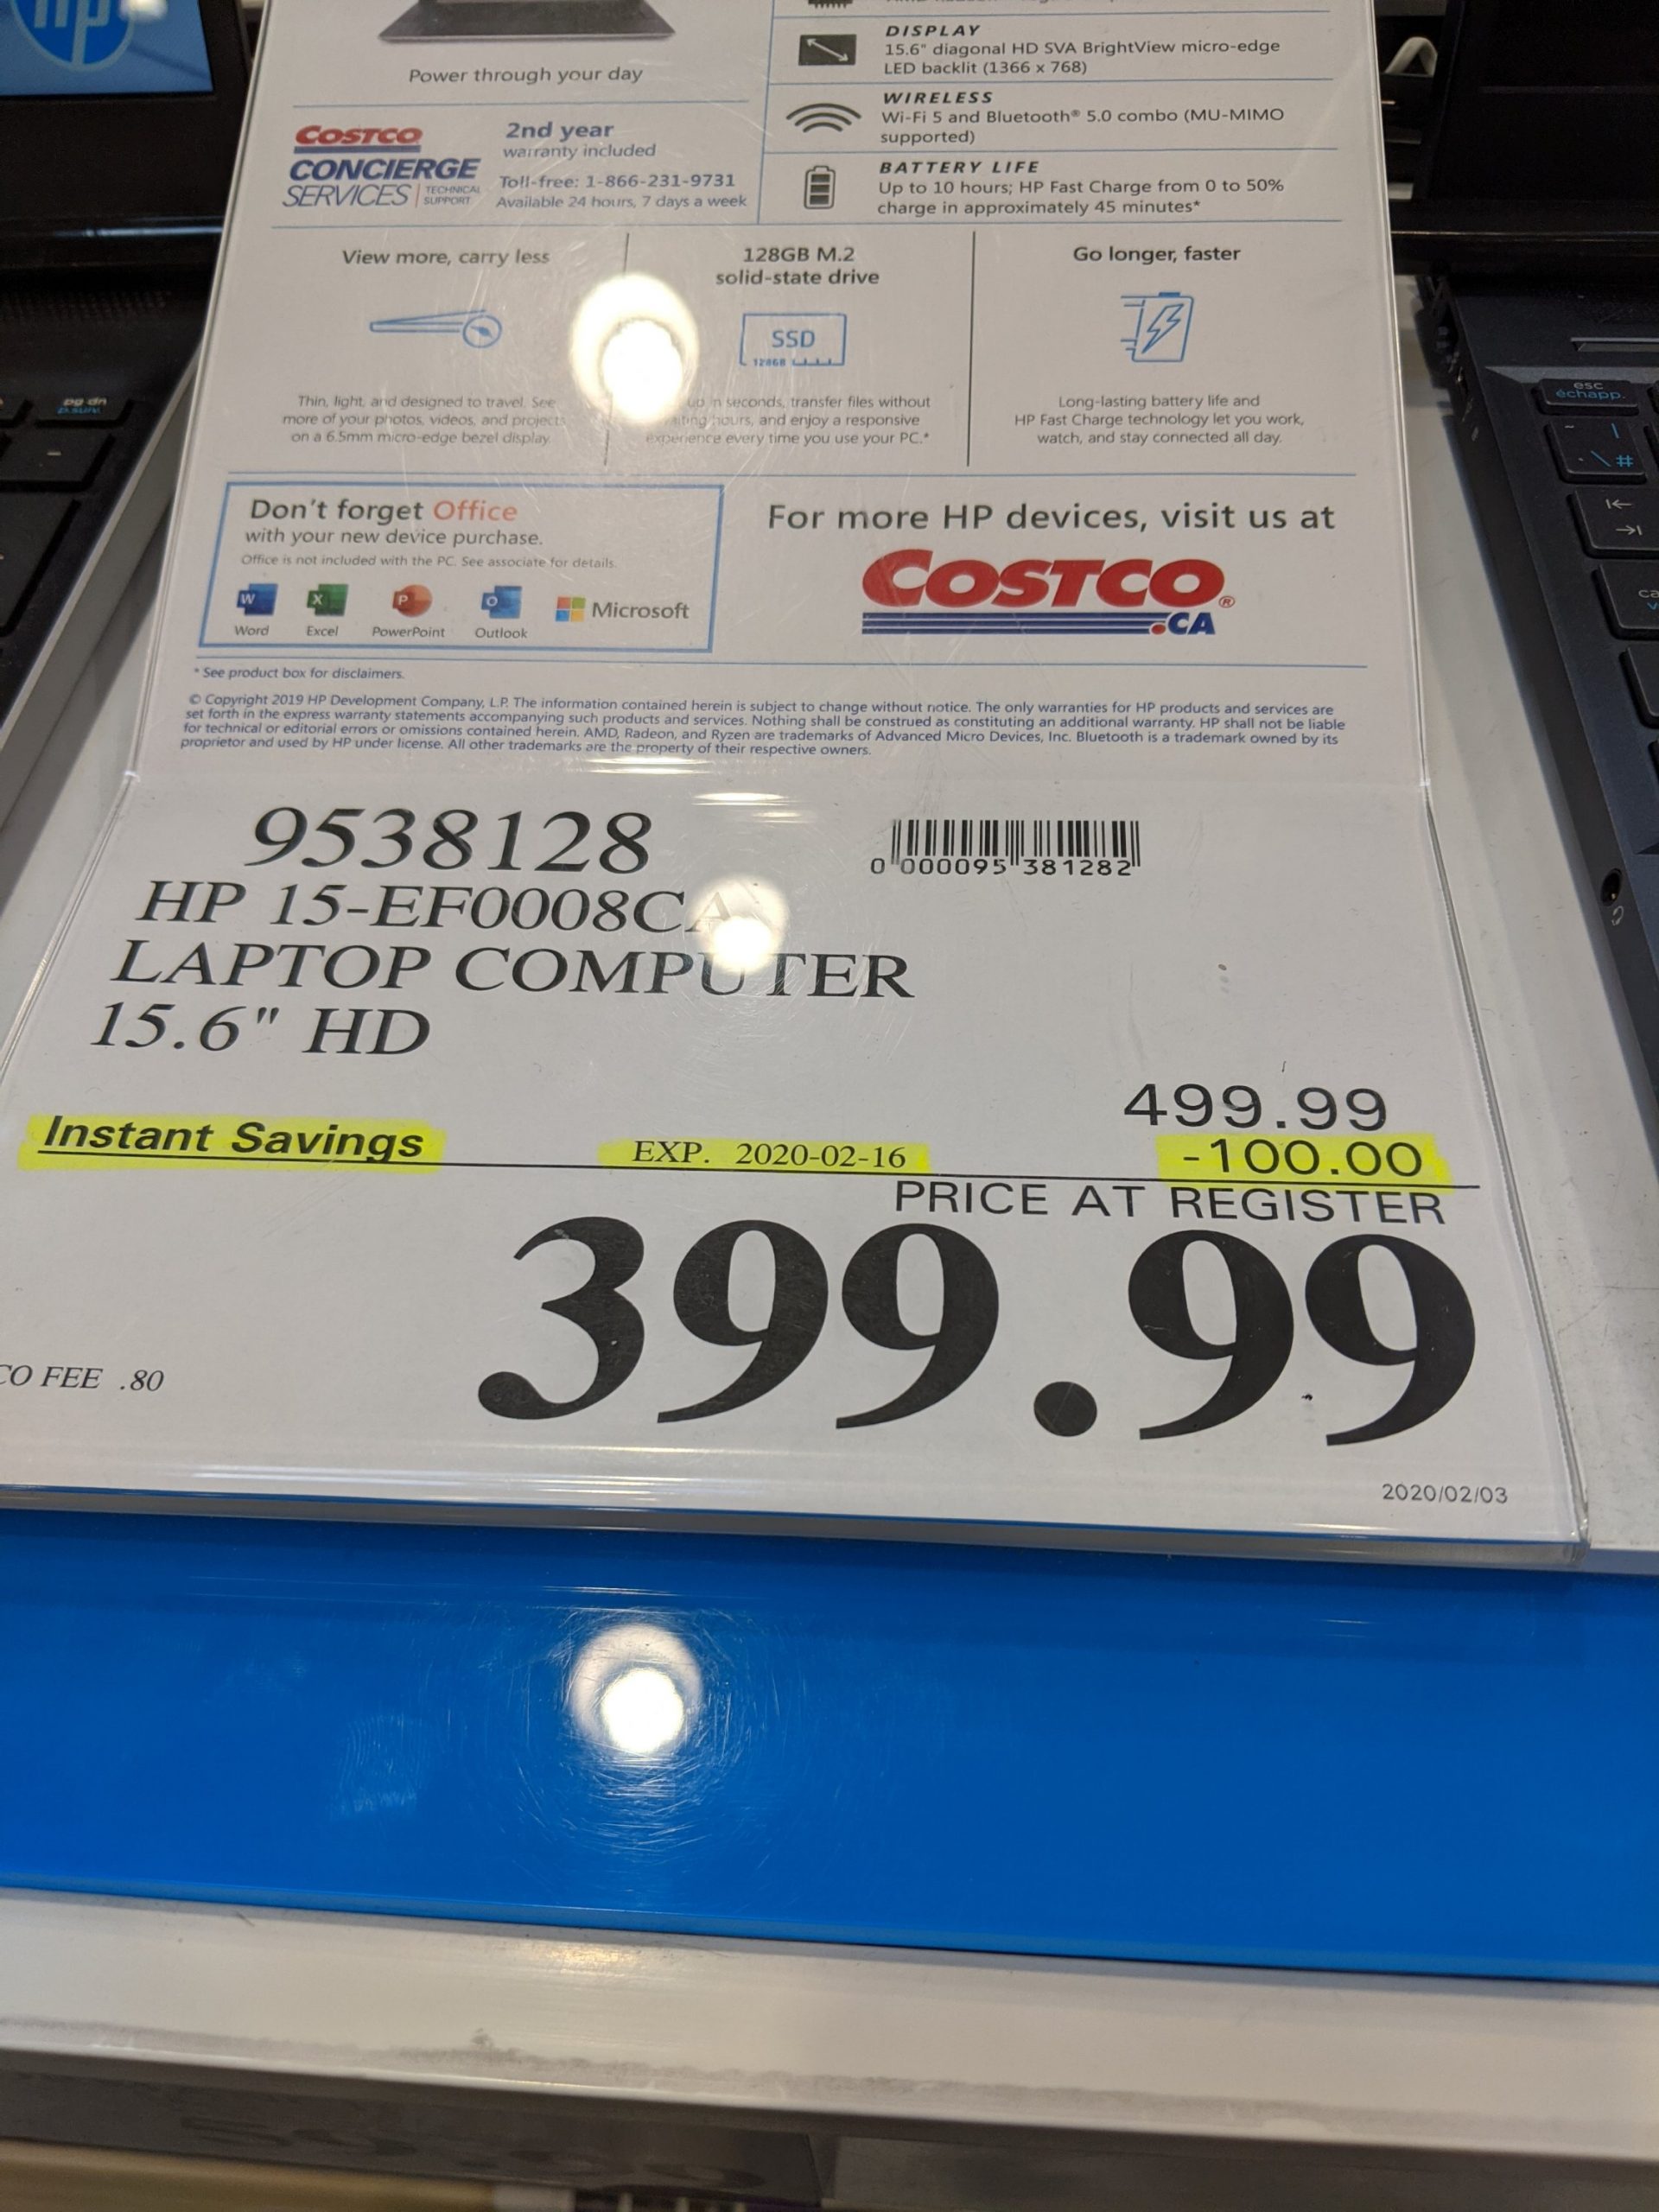 hp
Power through your day
DISPLAY
15.6" diagonal HD SVA BrightView micro-edge
LED backlit (1366 x 768)
WIRELESS
Wi-Fi 5 and Bluetooth® 5.0 combo (MU-MIMO
supported)
BATTERY LIFE
Up to 10 hours; HP Fast Charge from 0 to 50%
charge in approximately 45 minutes*
COSTCO
CONCIERGE
SERVICES TECHNICAL SUPPORT
2nd year
warranty included
Toll-free: 1-866-231-9731
Available 24 hours, 7 days a week
View more, carry less
Thin, light, and designed to travel. See
more of your photos, videos, and projects
on a 6.5mm micro-edge bezel display.
128GB M.2
solid-state drive
SSD
128GB
up in seconds, transfer files without
hours, and enjoy a responsive
experience every time you use your PC.*
Go longer, faster
Long-lasting battery life and
HP Fast Charge technology let you work,
watch, and stay connected all day.
Don't forget Office
with your new device purchase.
Office is not included with the PC. See associate for details.
Word Excel PowerPoint Outlook Microsoft
For more HP devices, visit us at
COSTCO®
.CA
* See product box for disclaimers.
© Copyright 2019 HP Development Company, L.P. The information contained herein is subject to change without notice. The only warranties for HP products and services are
set forth in the express warranty statements accompanying such products and services. Nothing shall be construed as constituting an additional warranty. HP shall not be liable
for technical or editorial errors or omissions contained herein. AMD, Radeon, and Ryzen are trademarks of Advanced Micro Devices, Inc. Bluetooth is a trademark owned by its
proprietor and used by HP under license. All other trademarks are the property of their respective owners.
9538128
0 000095 381282
HP 15-EF0008CA
LAPTOP COMPUTER
15.6" HD
499.99
Instant Savings EXP. 2020-02-16 -100.00
PRICE AT REGISTER
399.99
CO FEE .80
2020/02/03
pg dn
p.suiv.
esc
échapp.